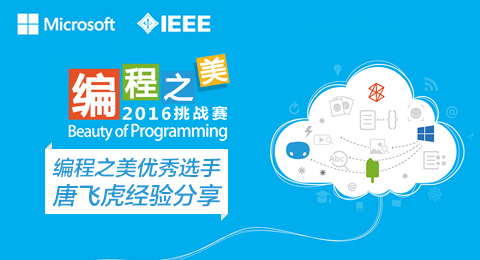 Microsoft IEEE
编程之美
2016挑战赛
Beauty of Programming
编程之美优秀选手
唐飞虎经验分享
Abc